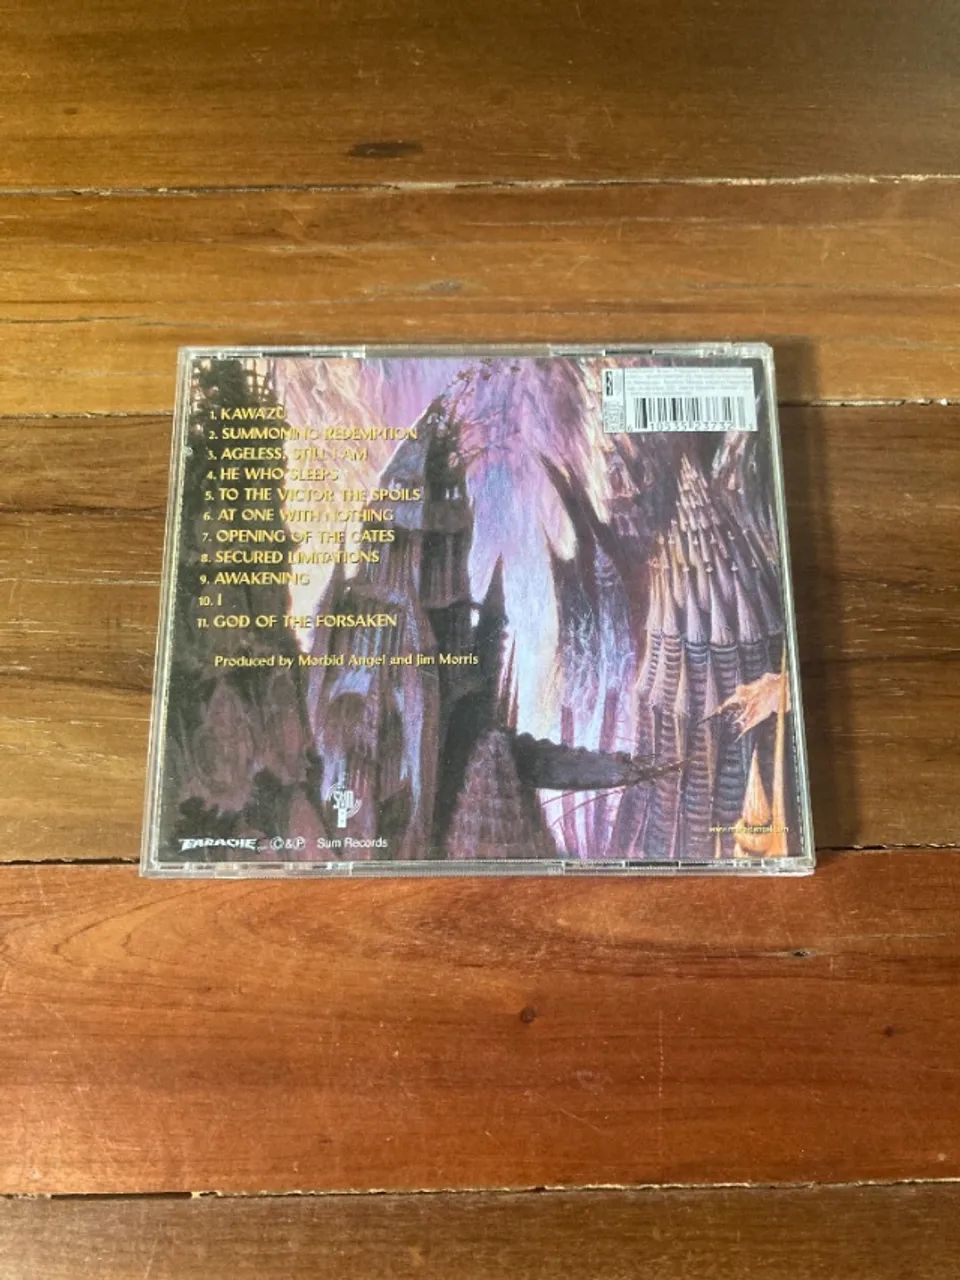 1. KAWAZU
2. SUMMONING REDEMPTION
3. AGELESS, STILL I AM
4. HE WHO SLEEPS
5. TO THE VICTOR THE SPOILS
6. AT ONE WITH NOTHING
7. OPENING OF THE GATES
8. SECURED LIMITATIONS
9. AWAKENING
10. I
11. GOD OF THE FORSAKEN
Produced by Morbid Angel and Jim Morris
EARACHE © & ℗ Sum Records